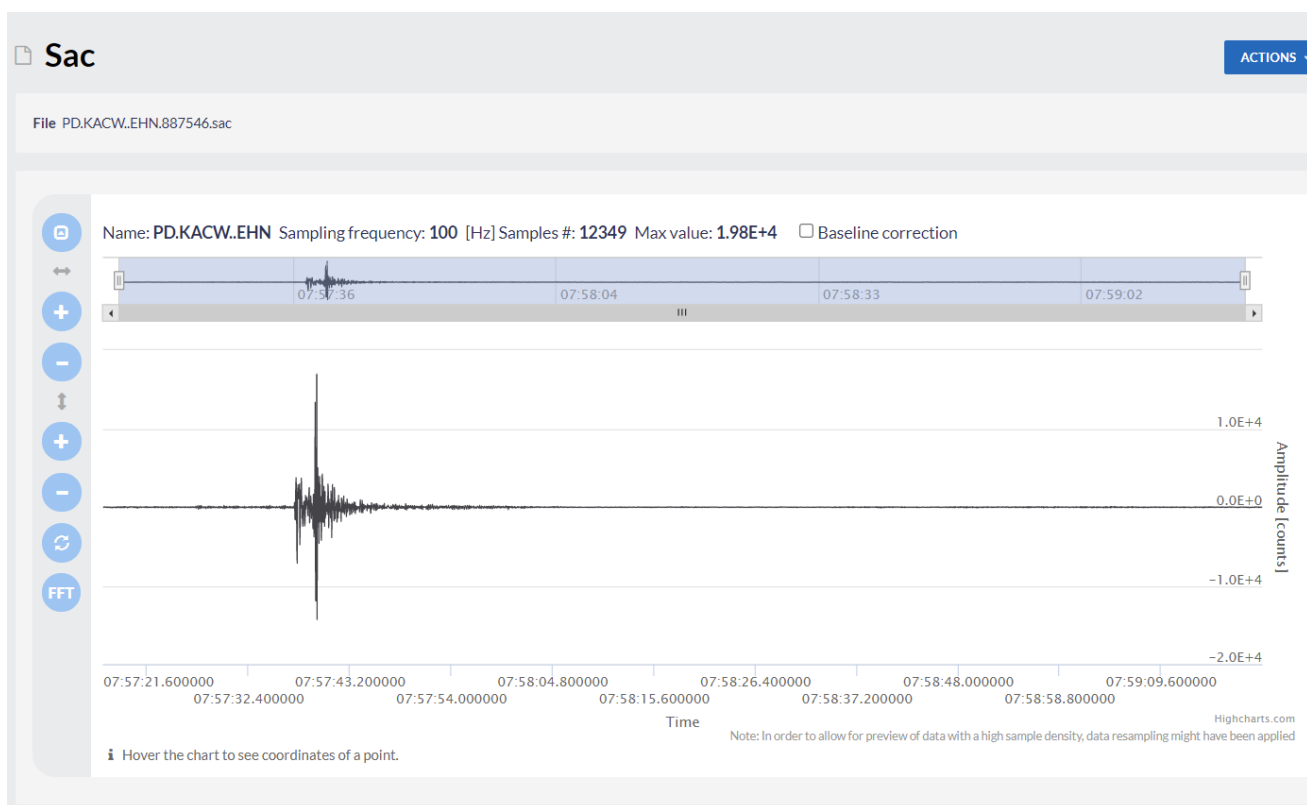 Sac
ACTIONS
File PD.KACW..EHN.887546.sac
Name: PD.KACW..EHN Sampling frequency: 100 [Hz] Samples #: 12349 Max value: 1.98E+4 Baseline correction
07:57:36 07:58:04 07:58:33 07:59:02
1.0E+4
0.0E+0
-1.0E+4
-2.0E+4
Amplitude [counts]
FFT
07:57:21.600000 07:57:43.200000 07:58:04.800000 07:58:26.400000 07:58:48.000000 07:59:09.600000
07:57:32.400000 07:57:54.000000 07:58:15.600000 07:58:37.200000 07:58:58.800000
Time
Highcharts.com
Note: In order to allow for preview of data with a high sample density, data resampling might have been applied
Hover the chart to see coordinates of a point.